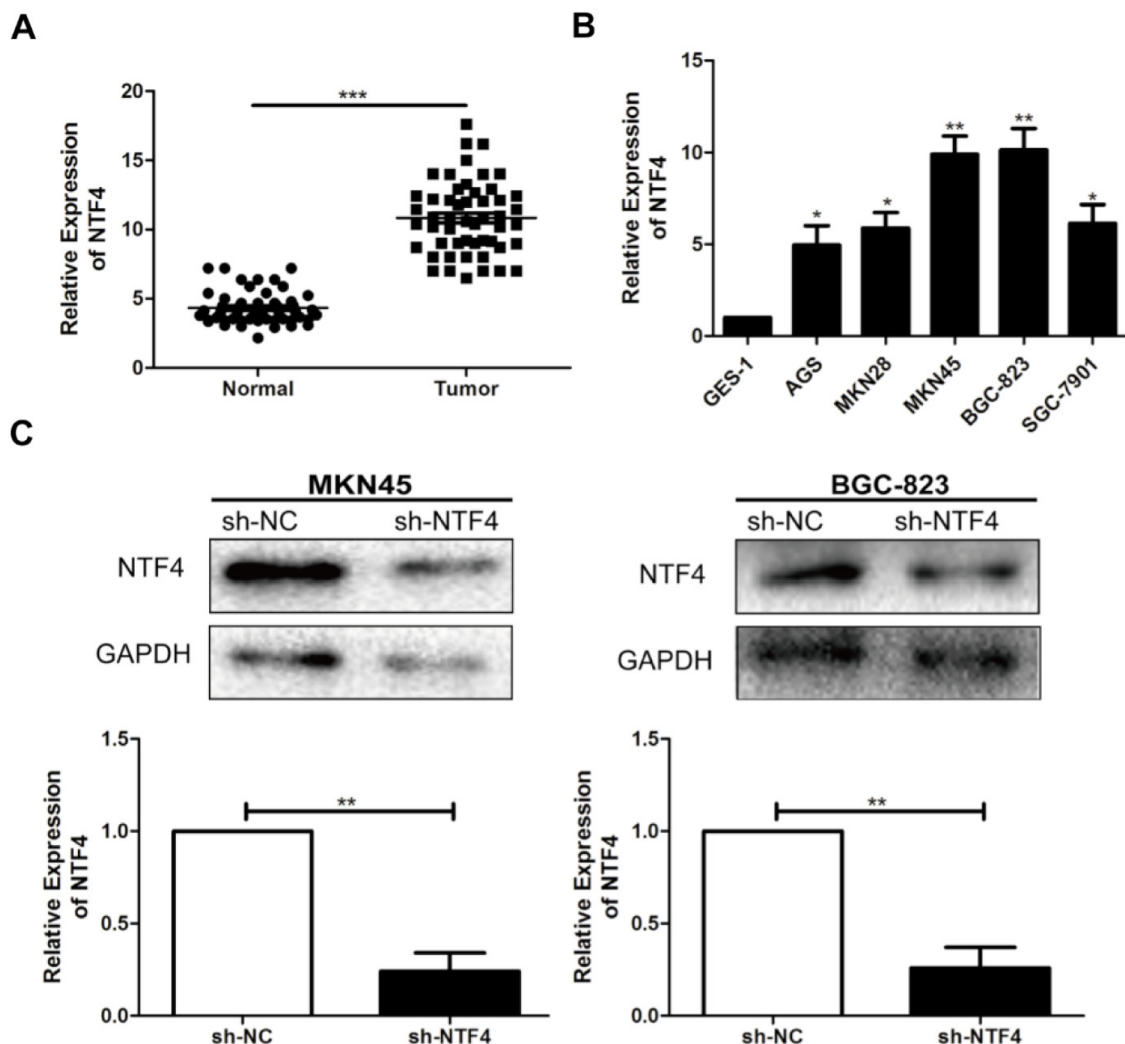 A
Relative Expression
of NTF4
20
15
10
5
0
***
Normal
Tumor
B
Relative Expression
of NTF4
15
10
5
0
*
*
**
**
*
GES-1
AGS
MKN28
MKN45
BGC-823
SGC-7901
C
MKN45
sh-NC sh-NTF4
NTF4
GAPDH
Relative Expression
of NTF4
1.5
1.0
0.5
0.0
**
sh-NC
sh-NTF4
BGC-823
sh-NC sh-NTF4
NTF4
GAPDH
Relative Expression
of NTF4
1.5
1.0
0.5
0.0
**
sh-NC
sh-NTF4